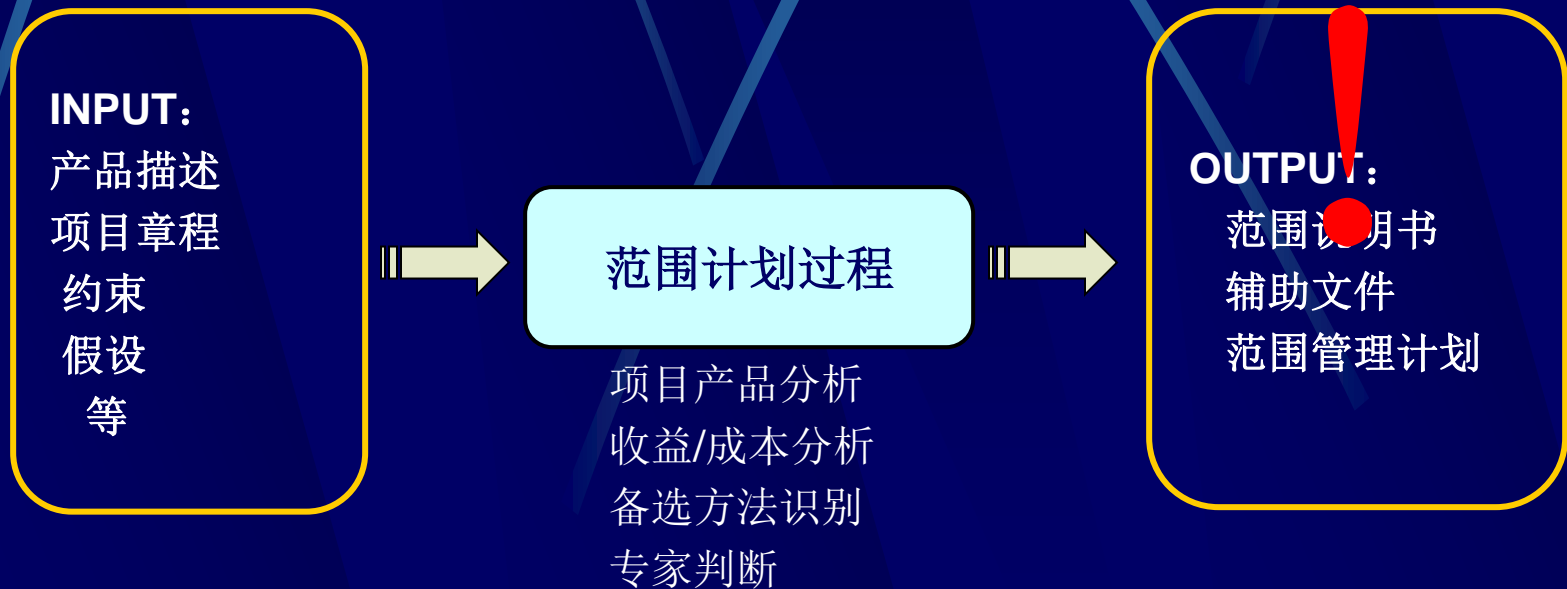 INPUT：
产品描述
项目章程
约束
假设
等
范围计划过程
项目产品分析
收益/成本分析
备选方法识别
专家判断
OUTPUT：
范围说明书
辅助文件
范围管理计划